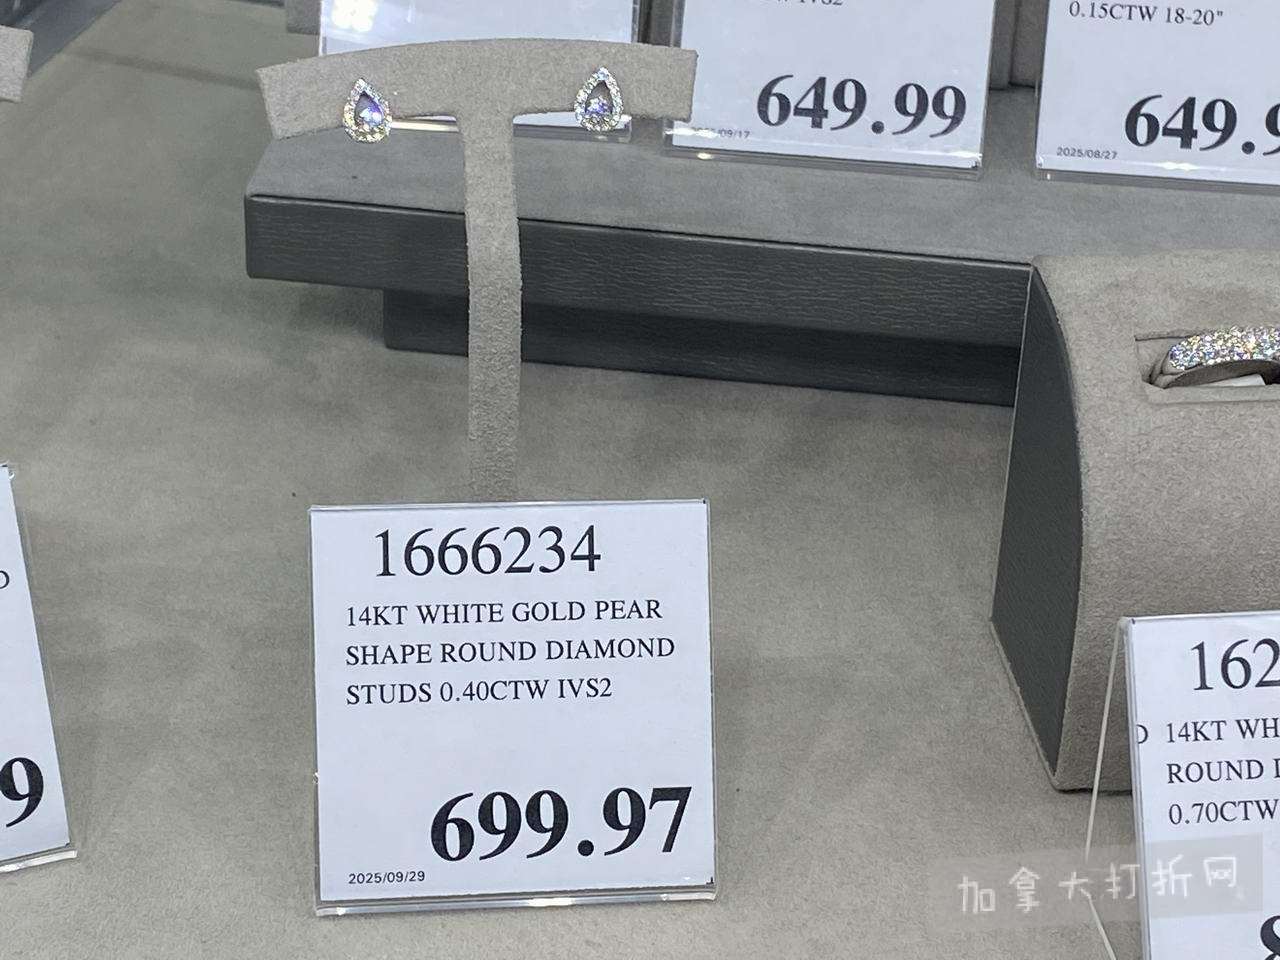 0.15CTW 18-20"
649.99
649.9
2025/08/27
1666234
14KT WHITE GOLD PEAR
SHAPE ROUND DIAMOND
STUDS 0.40CTW IVS2
699.97
2025/09/29
9
162
14KT WH
ROUND
0.70CTW
加拿大打折网